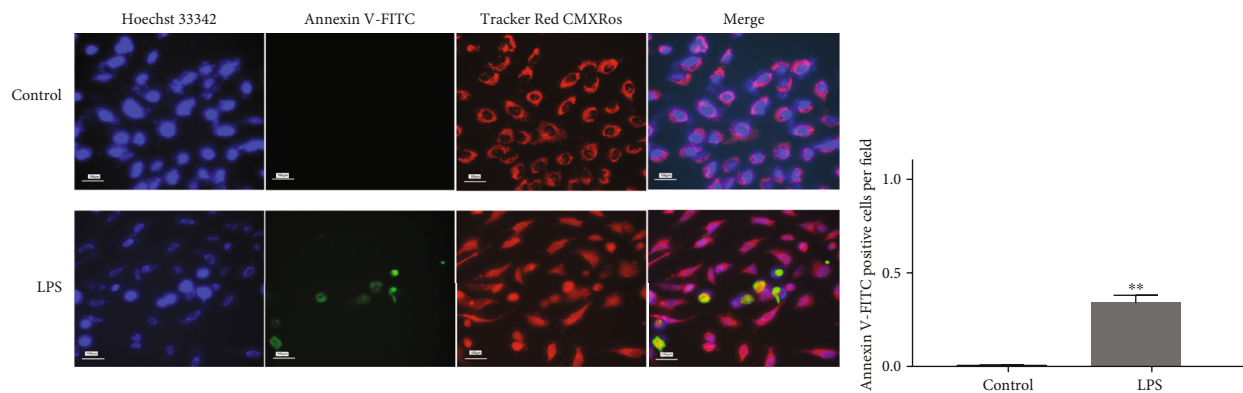 Hoechst 33342 Annexin V-FITC Tracker Red CMXRos Merge
Control
LPS
Annexin V-FITC positive cells per field
1.0
0.5
0.0
**
Control LPS